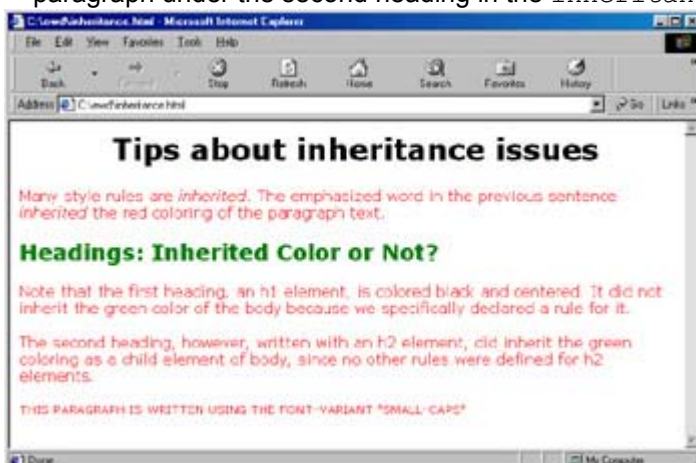 paragraph under the second heading in the
C:\ewd\inheritance.html - Microsoft Internet Explorer
File Edit View Favorites Tools Help
Back Forward Stop Refresh Home Search Favorites History
Address C:\ewd\inheritance.html Go Links
Tips about inheritance issues
Many style rules are inherited. The emphasized word in the previous sentence
inherited the red coloring of the paragraph text.
Headings: Inherited Color or Not?
Note that the first heading, an h1 element, is colored black and centered. It did not
inherit the green color of the body because we specifically declared a rule for it.
The second heading, however, written with an h2 element, did inherit the green
coloring as a child element of body, since no other rules were defined for h2
elements.
THIS PARAGRAPH IS WRITTEN USING THE FONT-VARIANT "SMALL-CAPS"
Done My Computer